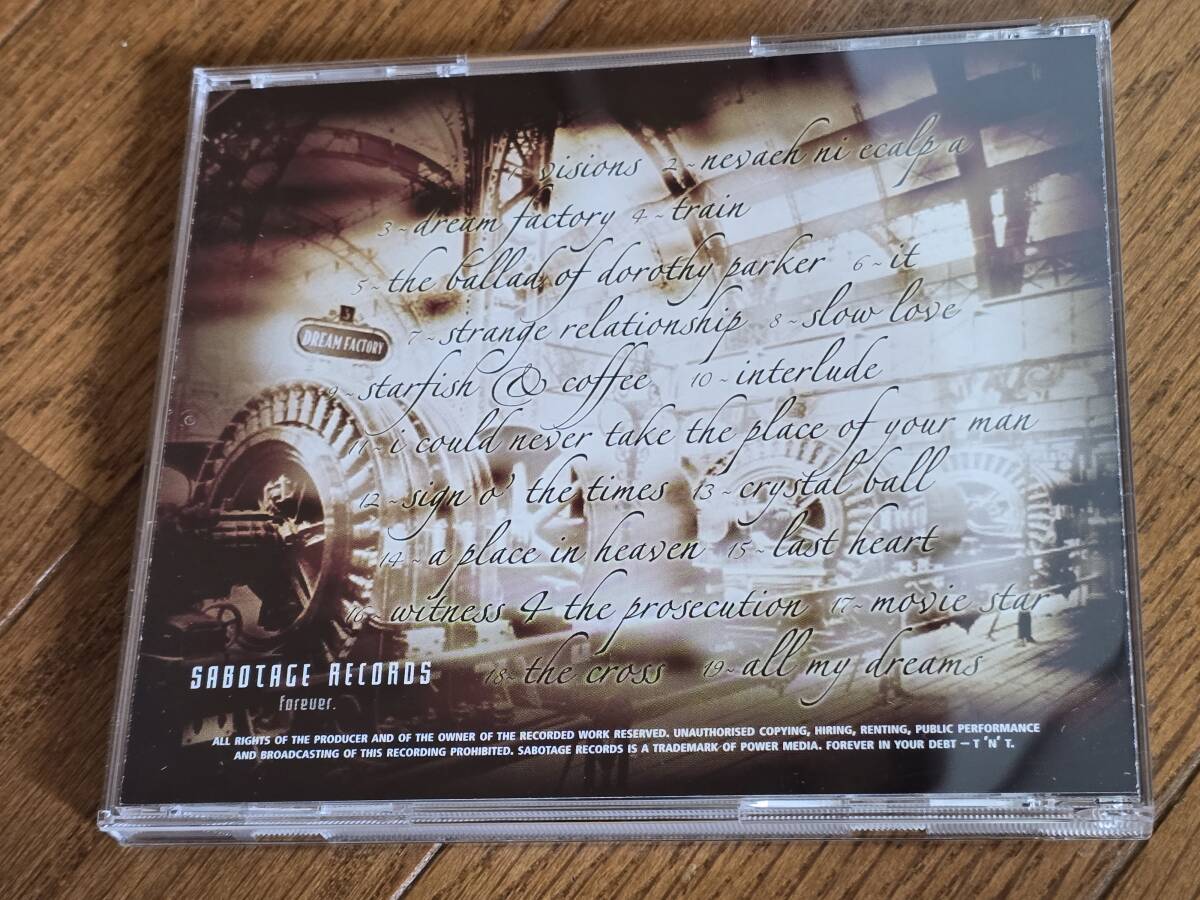 1~visions 2~nevaeh ni ecalp a
3~dream factory 4~train
5~the ballad of dorothy parker 6~it
3
DREAM FACTORY
7~strange relationship 8~slow love
9~starfish & coffee 10~interlude
11~i could never take the place of your man
12~sign o' the times 13~crystal ball
14~a place in heaven 15~last heart
16~witness 4 the prosecution 17~movie star
18~the cross 19~all my dreams
SABOTAGE RECORDS
forever.
ALL RIGHTS OF THE PRODUCER AND OF THE OWNER OF THE RECORDED WORK RESERVED. UNAUTHORISED COPYING, HIRING, RENTING, PUBLIC PERFORMANCE
AND BROADCASTING OF THIS RECORDING PROHIBITED. SABOTAGE RECORDS IS A TRADEMARK OF POWER MEDIA. FOREVER IN YOUR DEBT — T 'N' T.